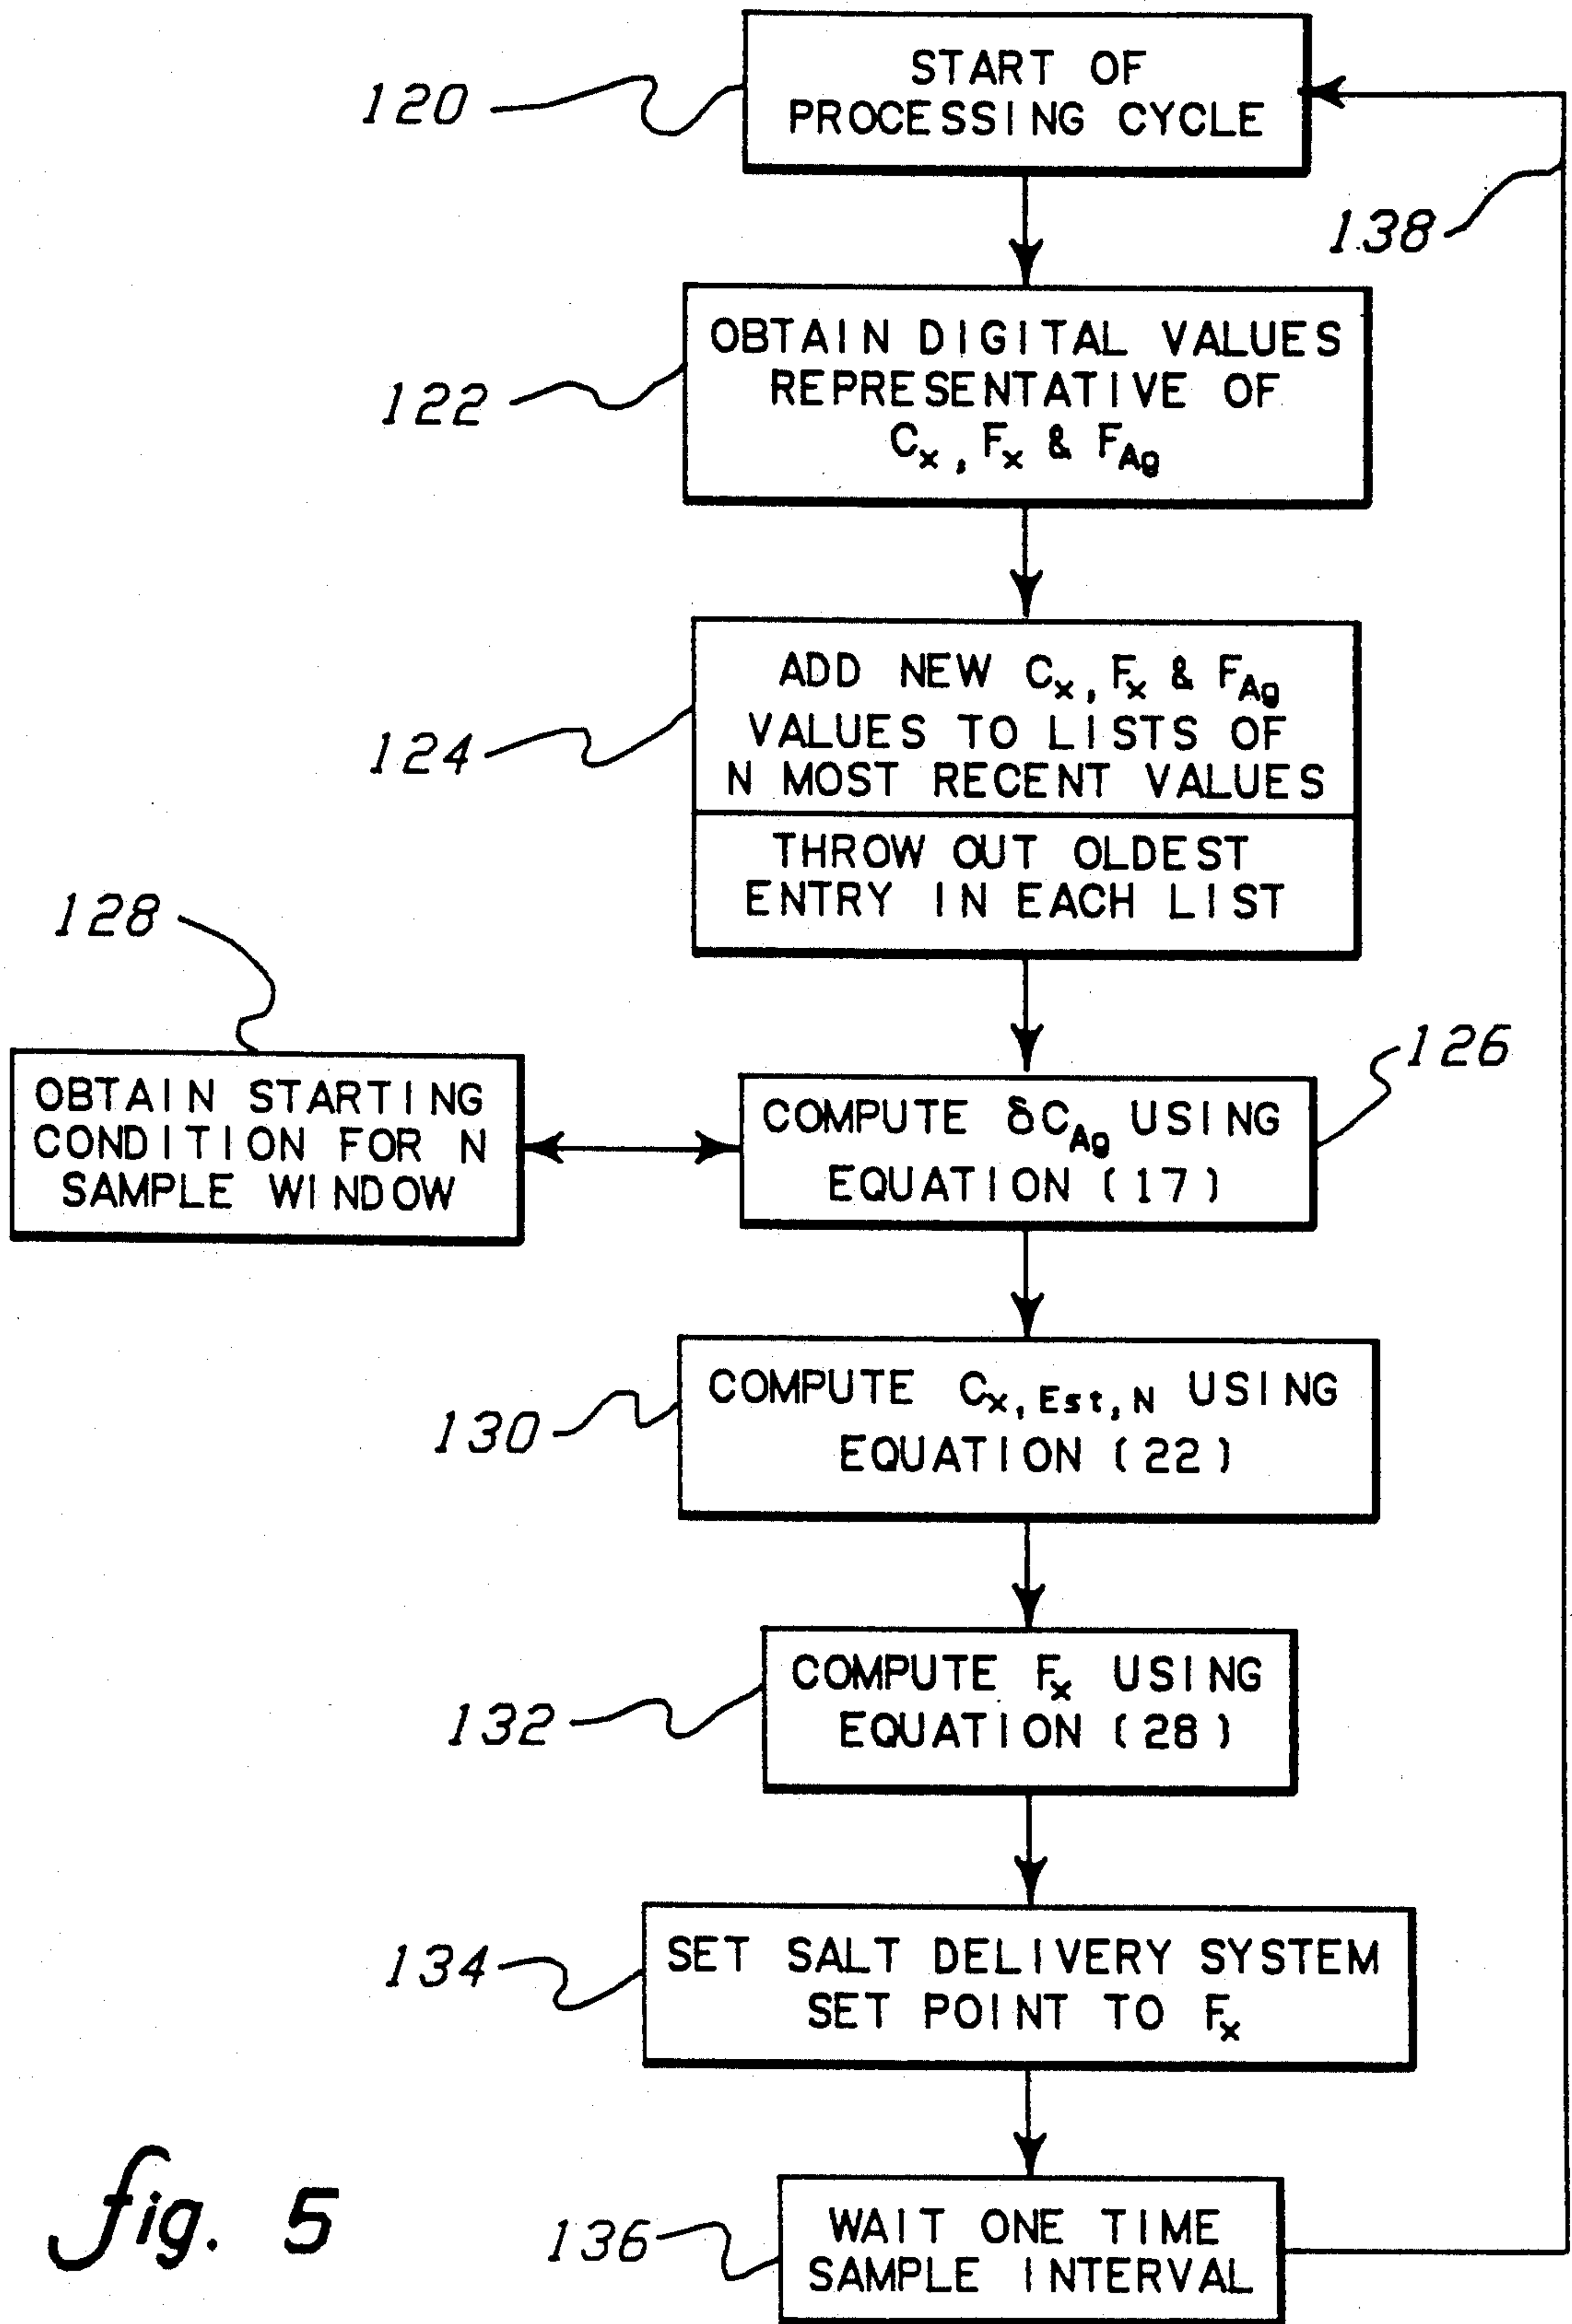 START OF
PROCESSING CYCLE
120
138
OBTAIN DIGITAL VALUES
REPRESENTATIVE OF
Cx, Fx & FAg
122
ADD NEW Cx, Fx & FAg
VALUES TO LISTS OF
N MOST RECENT VALUES
124
THROW OUT OLDEST
ENTRY IN EACH LIST
128
OBTAIN STARTING
CONDITION FOR N
SAMPLE WINDOW
COMPUTE δCAg USING
EQUATION (17)
126
COMPUTE Cx, Est, N USING
EQUATION (22)
130
COMPUTE Fx USING
EQUATION (28)
132
SET SALT DELIVERY SYSTEM
SET POINT TO Fx
134
WAIT ONE TIME
SAMPLE INTERVAL
136
fig. 5